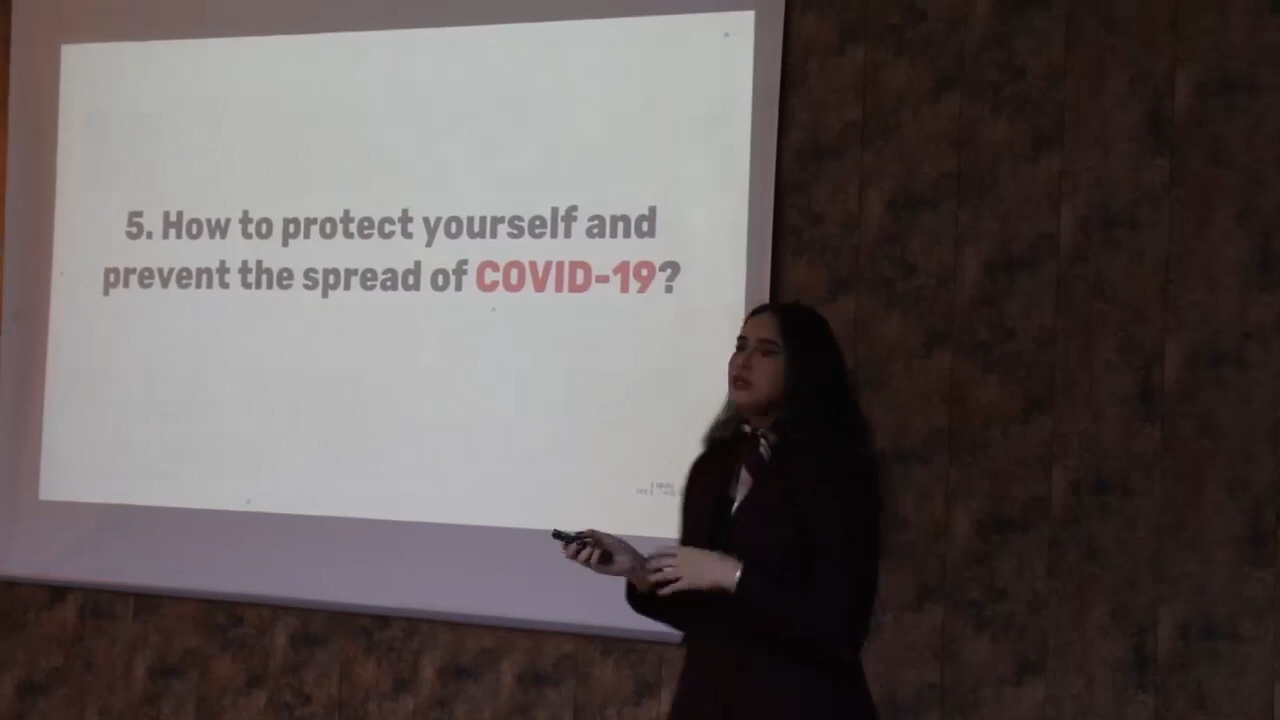 5. How to protect yourself and
prevent the spread of COVID-19?